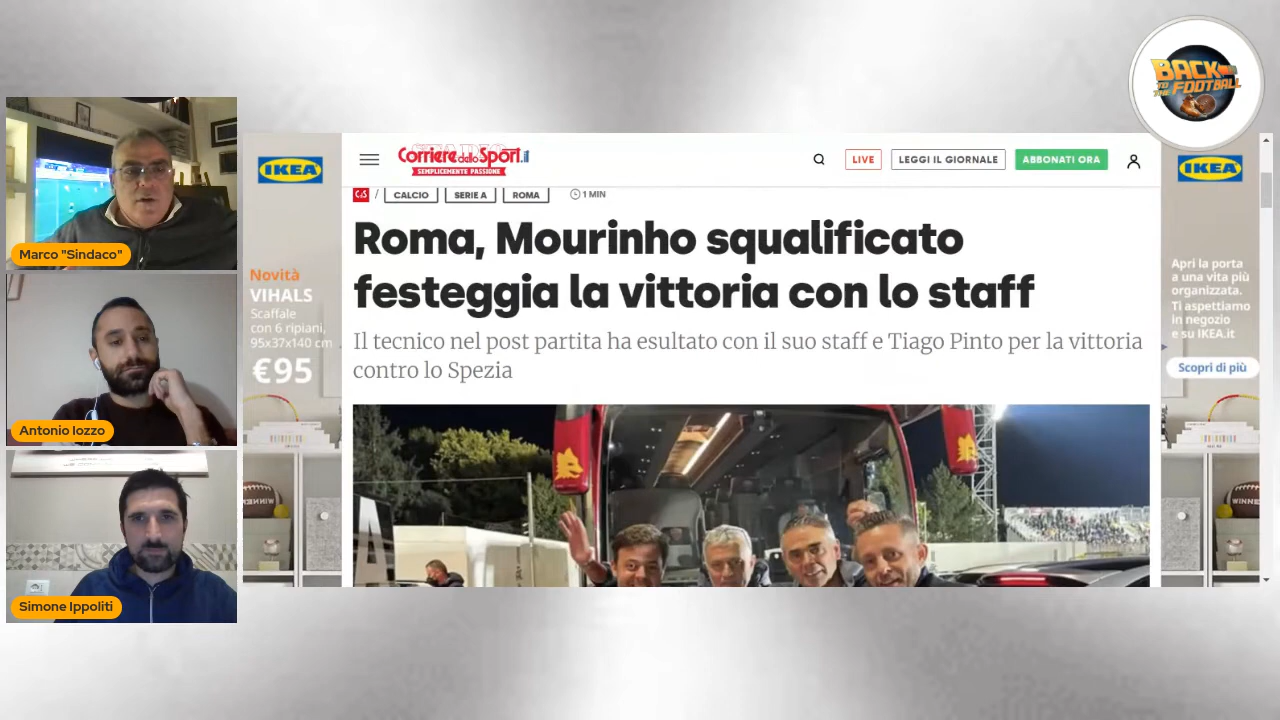 BACK
TO THE FOOTBALL
Marco "Sindaco"
Antonio Iozzo
Simone Ippoliti
IKEA
Novità
VIHALS
Scaffale
con 6 ripiani,
95x37x140 cm
€95
Corriere dello Sport.it
SEMPLICEMENTE PASSIONE
LIVE
LEGGI IL GIORNALE
ABBONATI ORA
CdS / CALCIO SERIE A ROMA 1 MIN
Roma, Mourinho squalificato
festeggia la vittoria con lo staff
Il tecnico nel post partita ha esultato con il suo staff e Tiago Pinto per la vittoria
contro lo Spezia
IKEA
Apri la porta
a una vita più
organizzata.
Ti aspettiamo
in negozio
e su IKEA.it
Scopri di più
WINNE